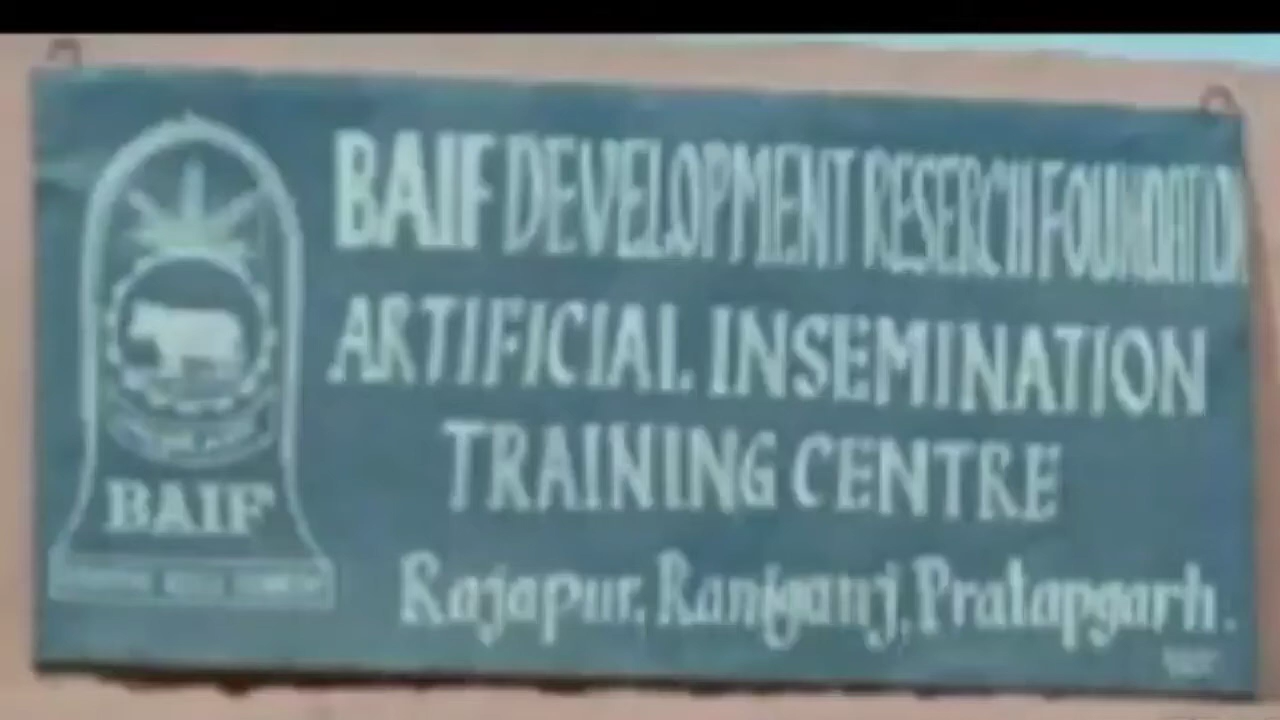 BAIF DEVELOPMENT RESERCH FOUNDATION
ARTIFICIAL INSEMINATION
TRAINING CENTRE
Rajapur, Raniganj, Pratapgarh.
BAIF